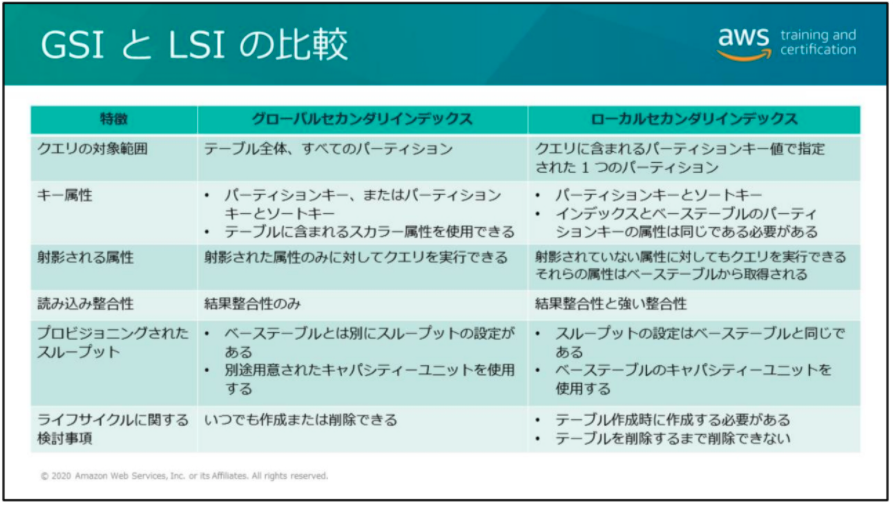 GSI と LSI の比較
aws training and
certification
特徴 グローバルセカンダリインデックス ローカルセカンダリインデックス
クエリの対象範囲 テーブル全体、すべてのパーティション クエリに含まれるパーティションキー値で指定
された 1 つのパーティション
キー属性
• パーティションキー、またはパーティション
キーとソートキー
• テーブルに含まれるスカラー属性を使用できる
• パーティションキーとソートキー
• インデックスとベーステーブルのパーティ
ションキーの属性は同じである必要がある
射影される属性 射影された属性のみに対してクエリを実行できる
射影されていない属性に対してもクエリを実行できる
それらの属性はベーステーブルから取得される
読み込み整合性 結果整合性のみ 結果整合性と強い整合性
プロビジョニングされた
スループット
• ベーステーブルとは別にスループットの設定が
ある
• 別途用意されたキャパシティーユニットを使用
する
• スループットの設定はベーステーブルと同じで
ある
• ベーステーブルのキャパシティーユニットを
使用する
ライフサイクルに関する
検討事項
いつでも作成または削除できる
• テーブル作成時に作成する必要がある
• テーブルを削除するまで削除できない
© 2020 Amazon Web Services, Inc. or its Affiliates. All rights reserved.